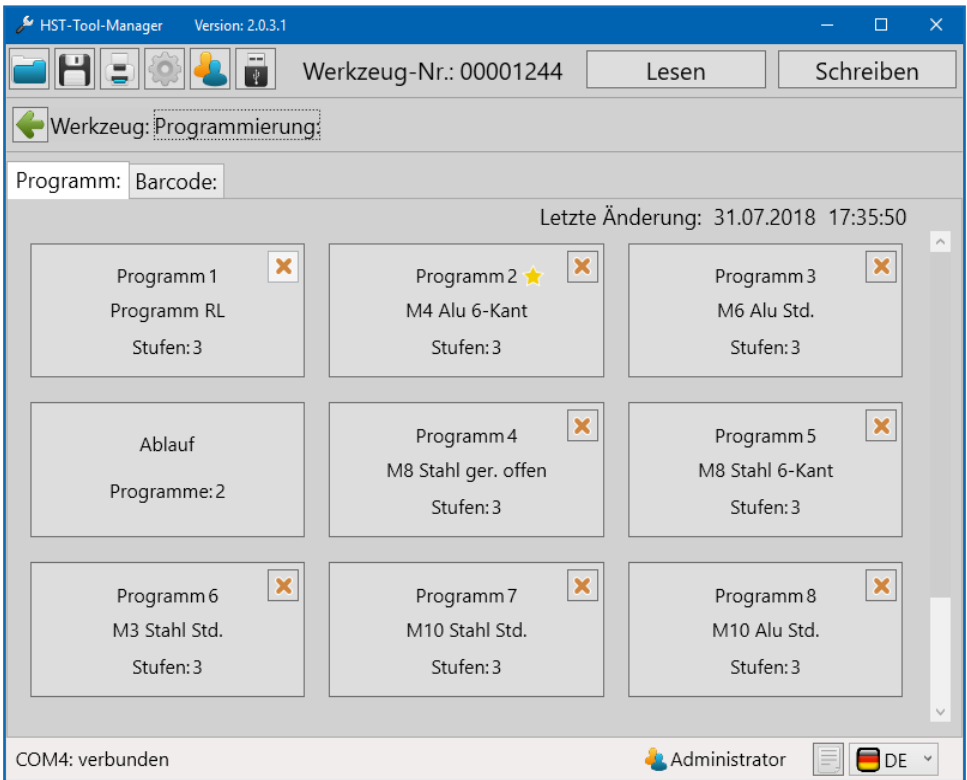 HST-Tool-Manager Version: 2.0.3.1
Werkzeug-Nr.: 00001244 Lesen Schreiben
Werkzeug: Programmierung:
Programm: Barcode:
Letzte Änderung: 31.07.2018 17:35:50
Programm 1
Programm RL
Stufen: 3
Programm 2
M4 Alu 6-Kant
Stufen: 3
Programm 3
M6 Alu Std.
Stufen: 3
Ablauf
Programme: 2
Programm 4
M8 Stahl ger. offen
Stufen: 3
Programm 5
M8 Stahl 6-Kant
Stufen: 3
Programm 6
M3 Stahl Std.
Stufen: 3
Programm 7
M10 Stahl Std.
Stufen: 3
Programm 8
M10 Alu Std.
Stufen: 3
COM4: verbunden Administrator DE